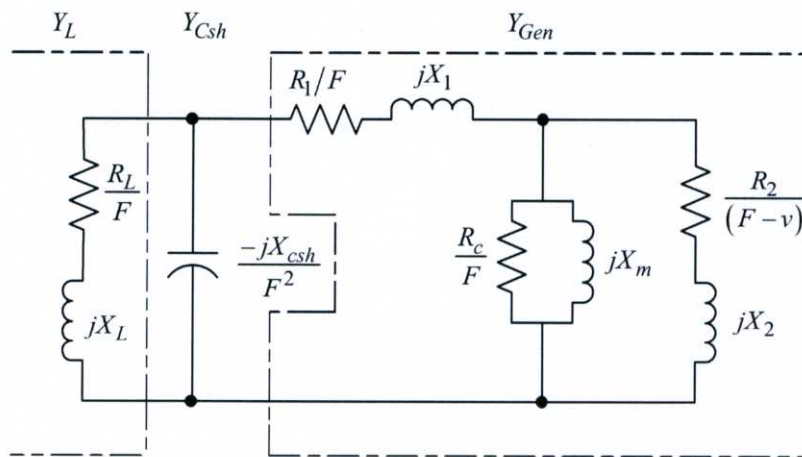 Y_L
Y_Csh
Y_Gen
R_1/F
jX_1
R_L/F
-jX_csh/F^2
R_c/F
jX_m
R_2/(F-v)
jX_L
jX_2